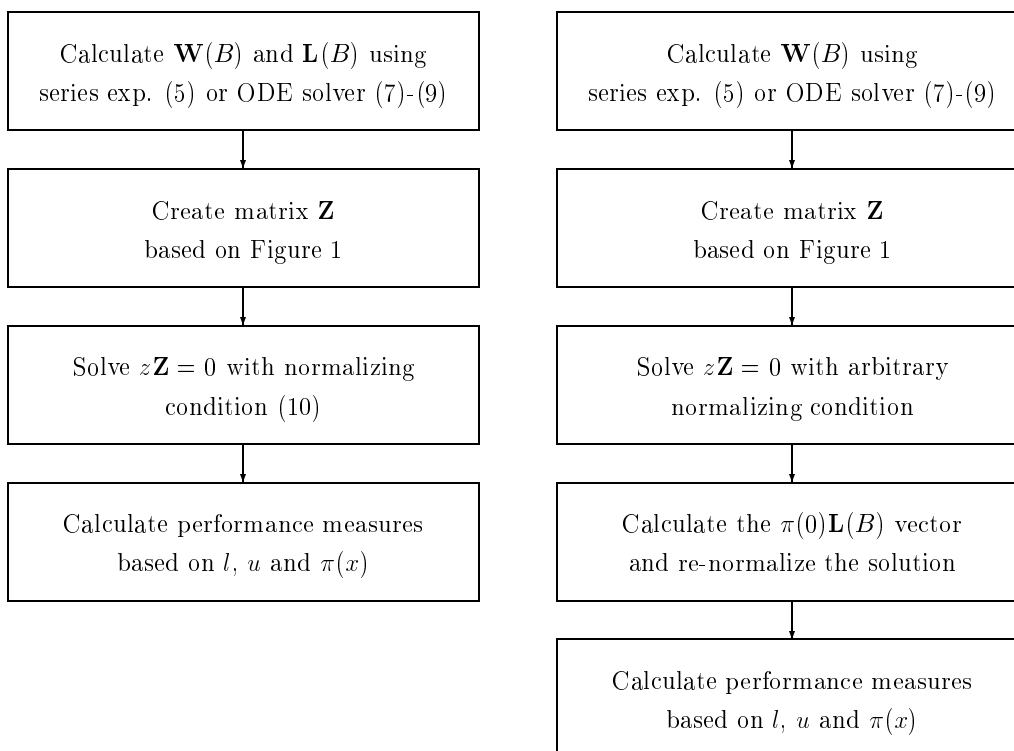 Calculate W(B) and L(B) using
series exp. (5) or ODE solver (7)-(9)
Create matrix Z
based on Figure 1
Solve zZ = 0 with normalizing
condition (10)
Calculate performance measures
based on l, u and π(x)
Calculate W(B) using
series exp. (5) or ODE solver (7)-(9)
Create matrix Z
based on Figure 1
Solve zZ = 0 with arbitrary
normalizing condition
Calculate the π(0)L(B) vector
and re-normalize the solution
Calculate performance measures
based on l, u and π(x)